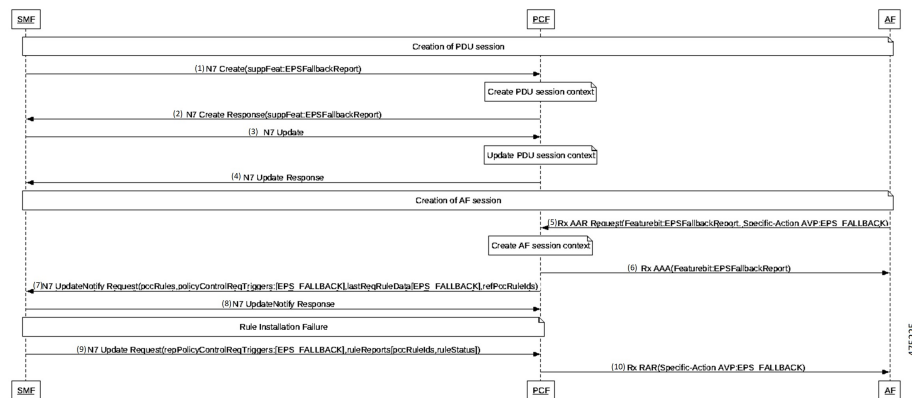 SMF PCF AF
Creation of PDU session
(1) N7 Create(suppFeat:EPSFallbackReport)
Create PDU session context
(2) N7 Create Response(suppFeat:EPSFallbackReport)
(3) N7 Update
Update PDU session context
(4) N7 Update Response
Creation of AF session
(5)Rx AAR Request(Featurebit:EPSFallbackReport, Specific-Action AVP:EPS_FALLBACK)
Create AF session context
(6) Rx AAA(Featurebit:EPSFallbackReport)
(7)N7 UpdateNotify Request(pccRules,policyControlReqTriggers:[EPS_FALLBACK],lastReqRuleData[EPS_FALLBACK],refPccRuleIds)
(8)N7 UpdateNotify Response
Rule Installation Failure
(9)N7 Update Request(repPolicyControlReqTriggers:[EPS_FALLBACK],ruleReports[pccRuleIds,ruleStatus])
(10) Rx RAR(Specific-Action AVP:EPS_FALLBACK)
SMF PCF AF